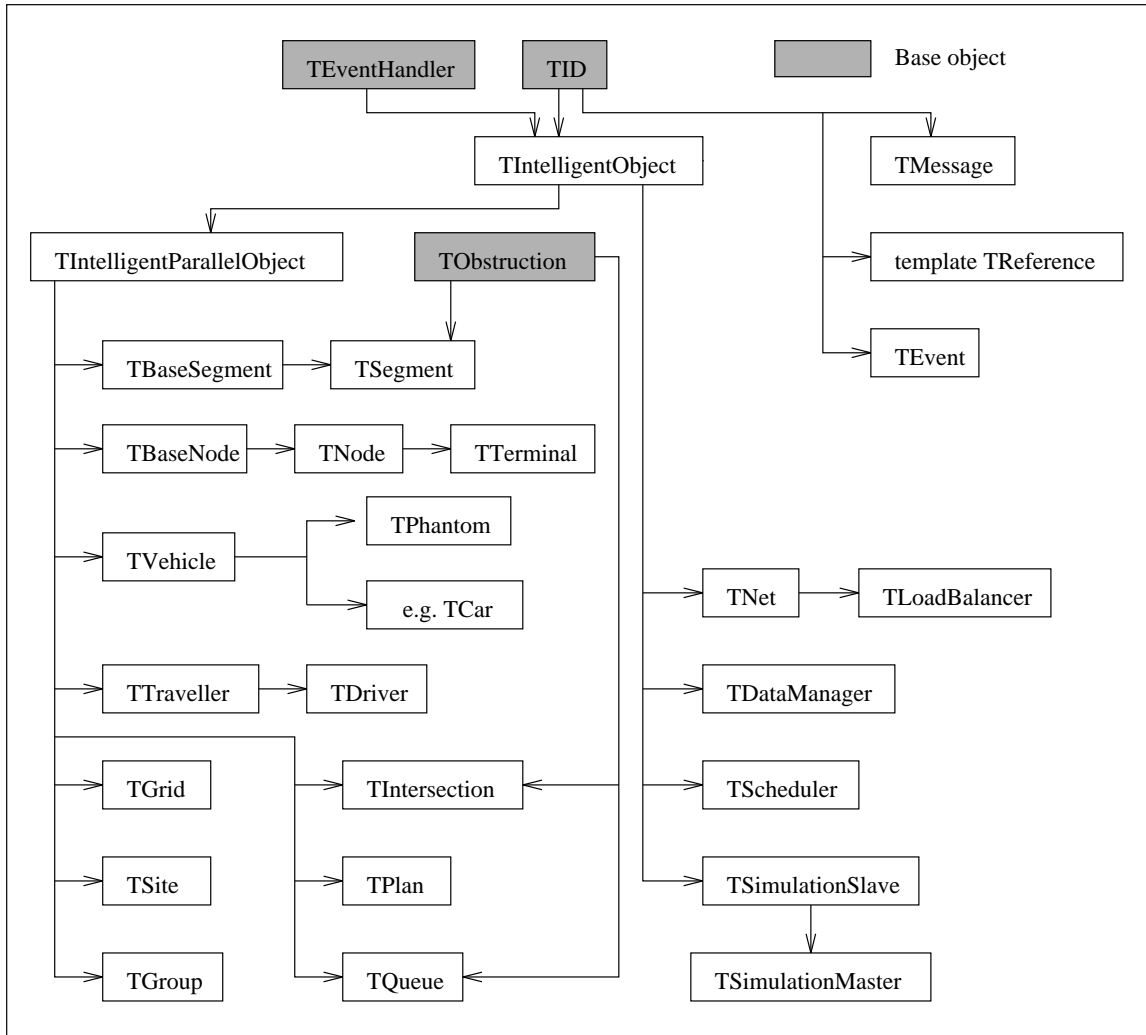 TEventHandler
TID
Base object
TIntelligentObject
TMessage
TIntelligentParallelObject
TObstruction
template TReference
TBaseSegment
TSegment
TEvent
TBaseNode
TNode
TTerminal
TPhantom
TVehicle
e.g. TCar
TNet
TLoadBalancer
TTraveller
TDriver
TDataManager
TGrid
TIntersection
TScheduler
TSite
TPlan
TSimulationSlave
TGroup
TQueue
TSimulationMaster